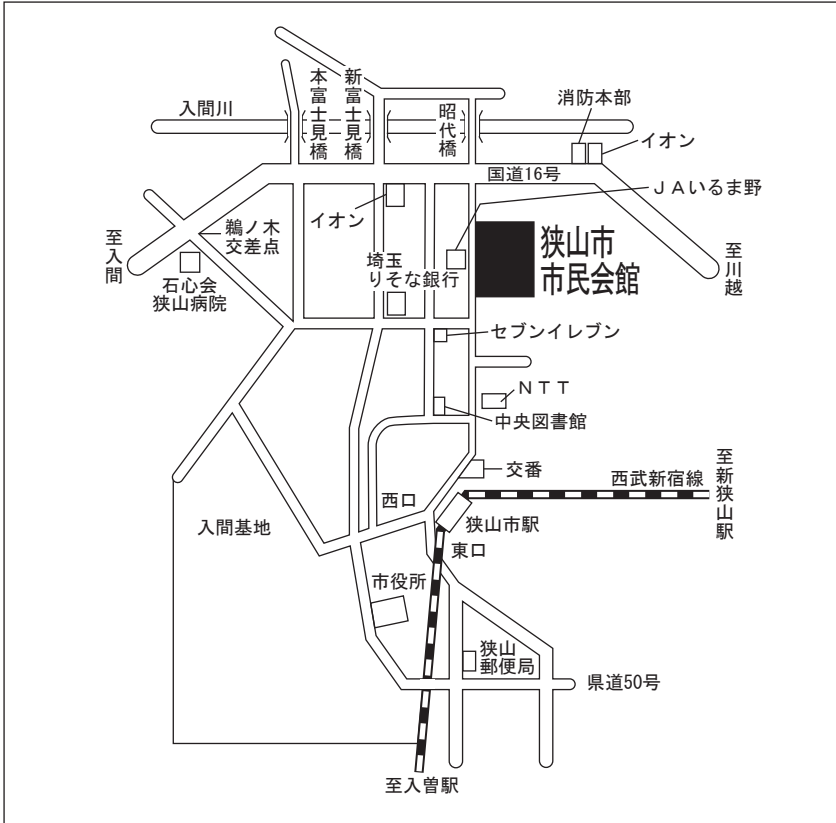 入間川
本富士見橋
新富士見橋
昭代橋
消防本部
イオン
国道16号
ＪＡいるま野
イオン
鵜ノ木
交差点
至入間
石心会
狭山病院
埼玉
りそな銀行
狭山市
市民会館
至川越
セブンイレブン
ＮＴＴ
中央図書館
交番
西武新宿線
至新狭山駅
西口
狭山市駅
入間基地
東口
市役所
狭山
郵便局
県道50号
至入曽駅